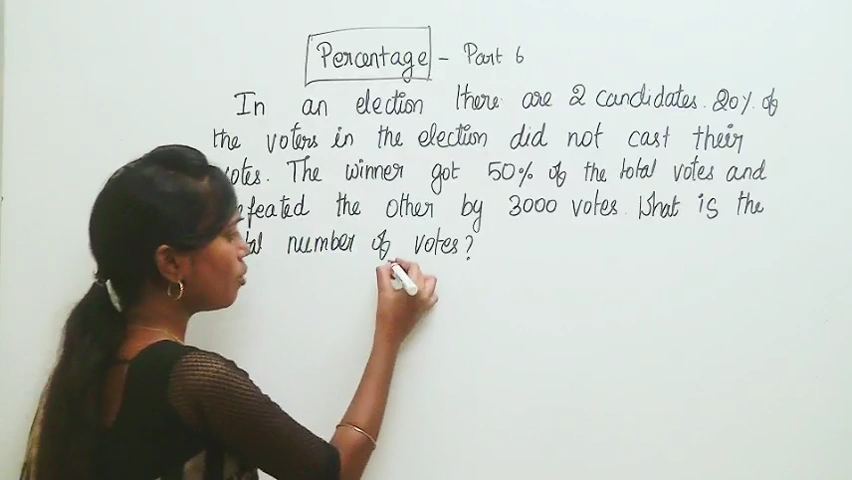 Percentage - Part 6
In an election there are 2 candidates. 20% of
the voters in the election did not cast their
votes. The winner got 50% of the total votes and
defeated the other by 3000 votes. What is the
total number of votes?